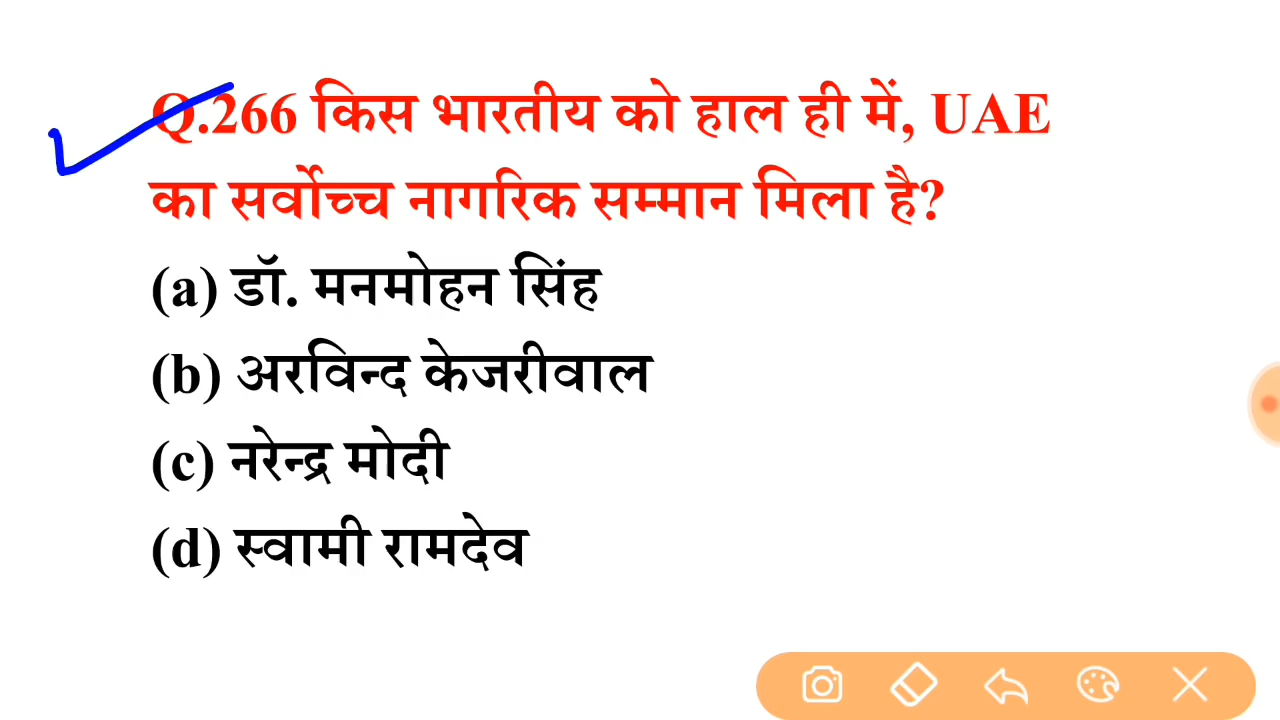 Q.266 किस भारतीय को हाल ही में, UAE
का सर्वोच्च नागरिक सम्मान मिला है?
(a) डॉ. मनमोहन सिंह
(b) अरविन्द केजरीवाल
(c) नरेन्द्र मोदी
(d) स्वामी रामदेव